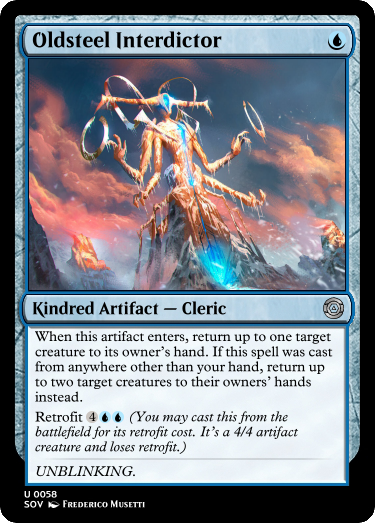 Oldsteel Interdictor
Kindred Artifact — Cleric
When this artifact enters, return up to one target
creature to its owner's hand. If this spell was cast
from anywhere other than your hand, return up
to two target creatures to their owners' hands
instead.
Retrofit 4 (You may cast this from the
battlefield for its retrofit cost. It's a 4/4 artifact
creature and loses retrofit.)
UNBLINKING.
U 0058
SOV Frederico Musetti